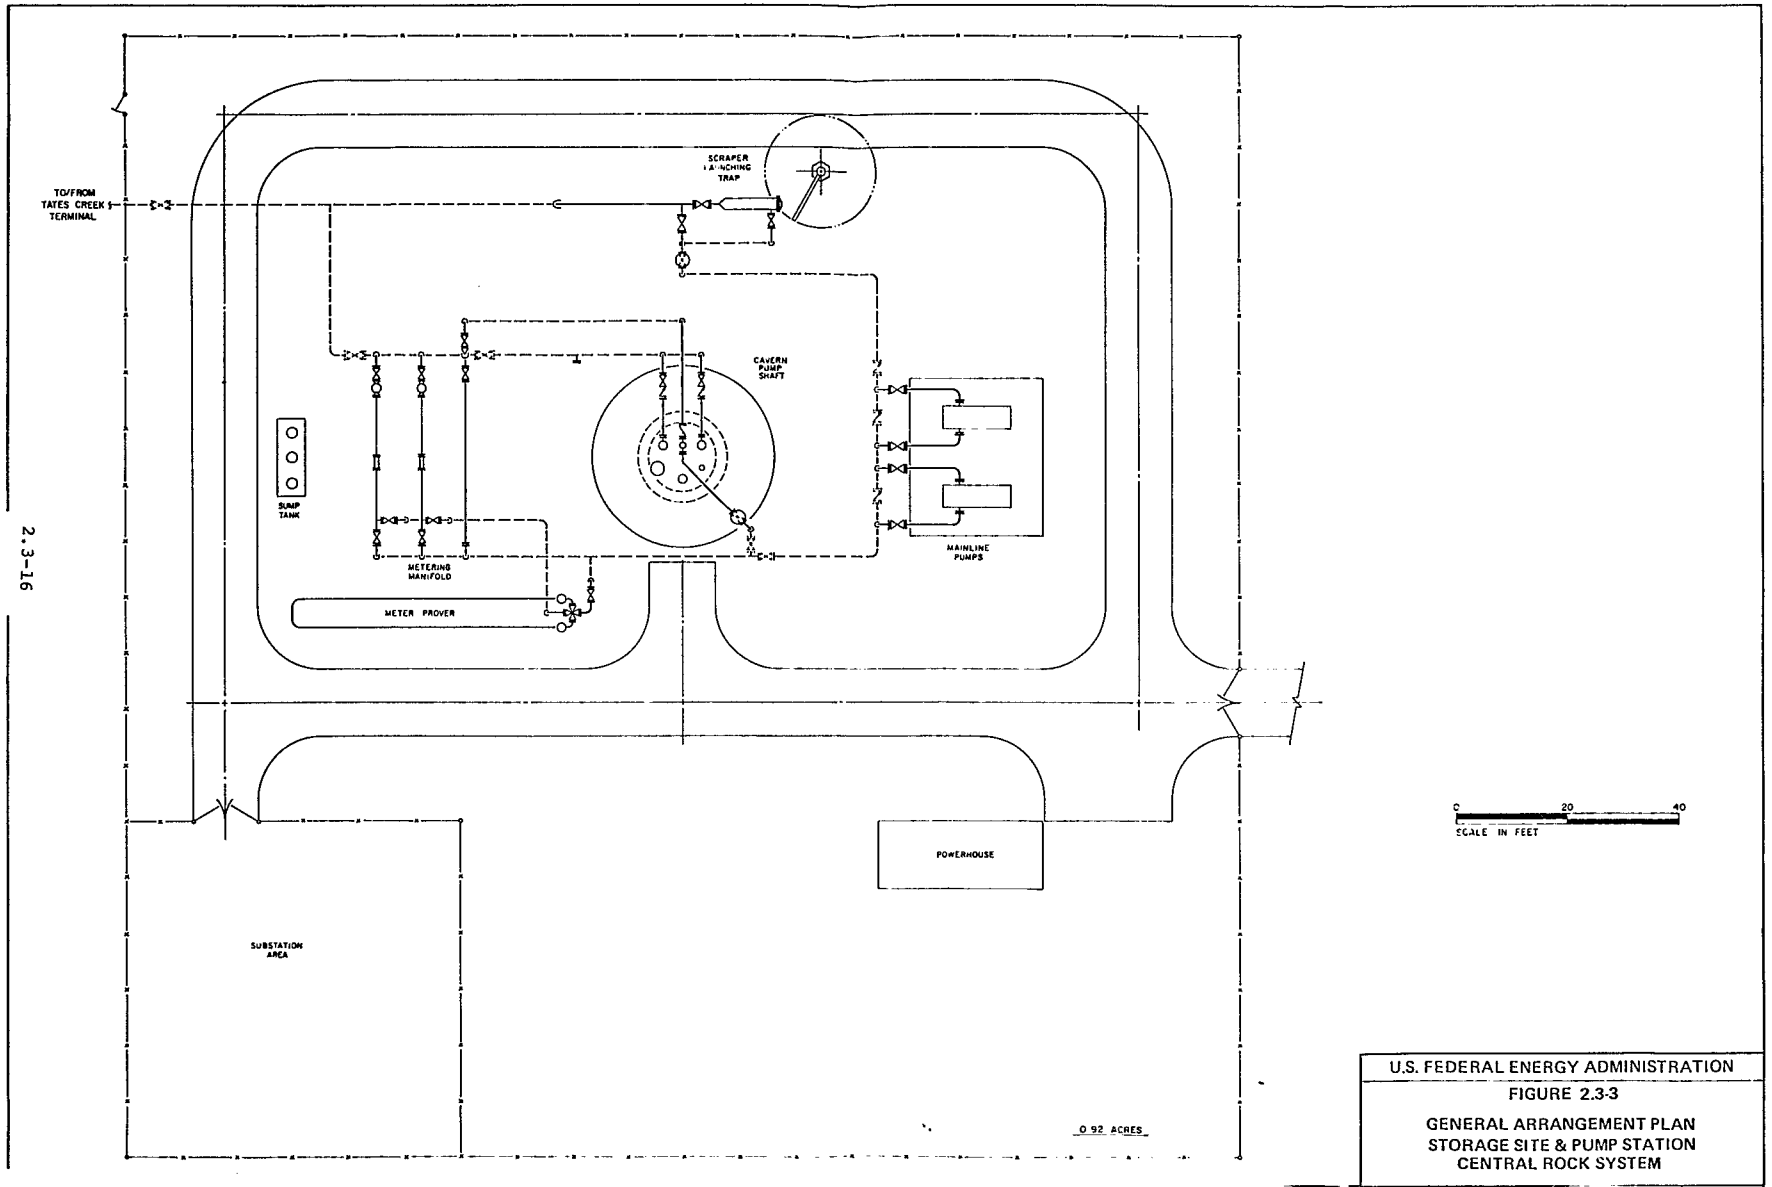 SCRAPER
LAUNCHING
TRAP
TO/FROM
TATES CREEK
TERMINAL
CAVERN
PUMP
SHAFT
SUMP
TANK
METERING
MANIFOLD
MAINLINE
PUMPS
METER PROVER
2.3-16
0 20 40
SCALE IN FEET
POWERHOUSE
SUBSTATION
AREA
0.92 ACRES
U.S. FEDERAL ENERGY ADMINISTRATION
FIGURE 2.3-3
GENERAL ARRANGEMENT PLAN
STORAGE SITE & PUMP STATION
CENTRAL ROCK SYSTEM